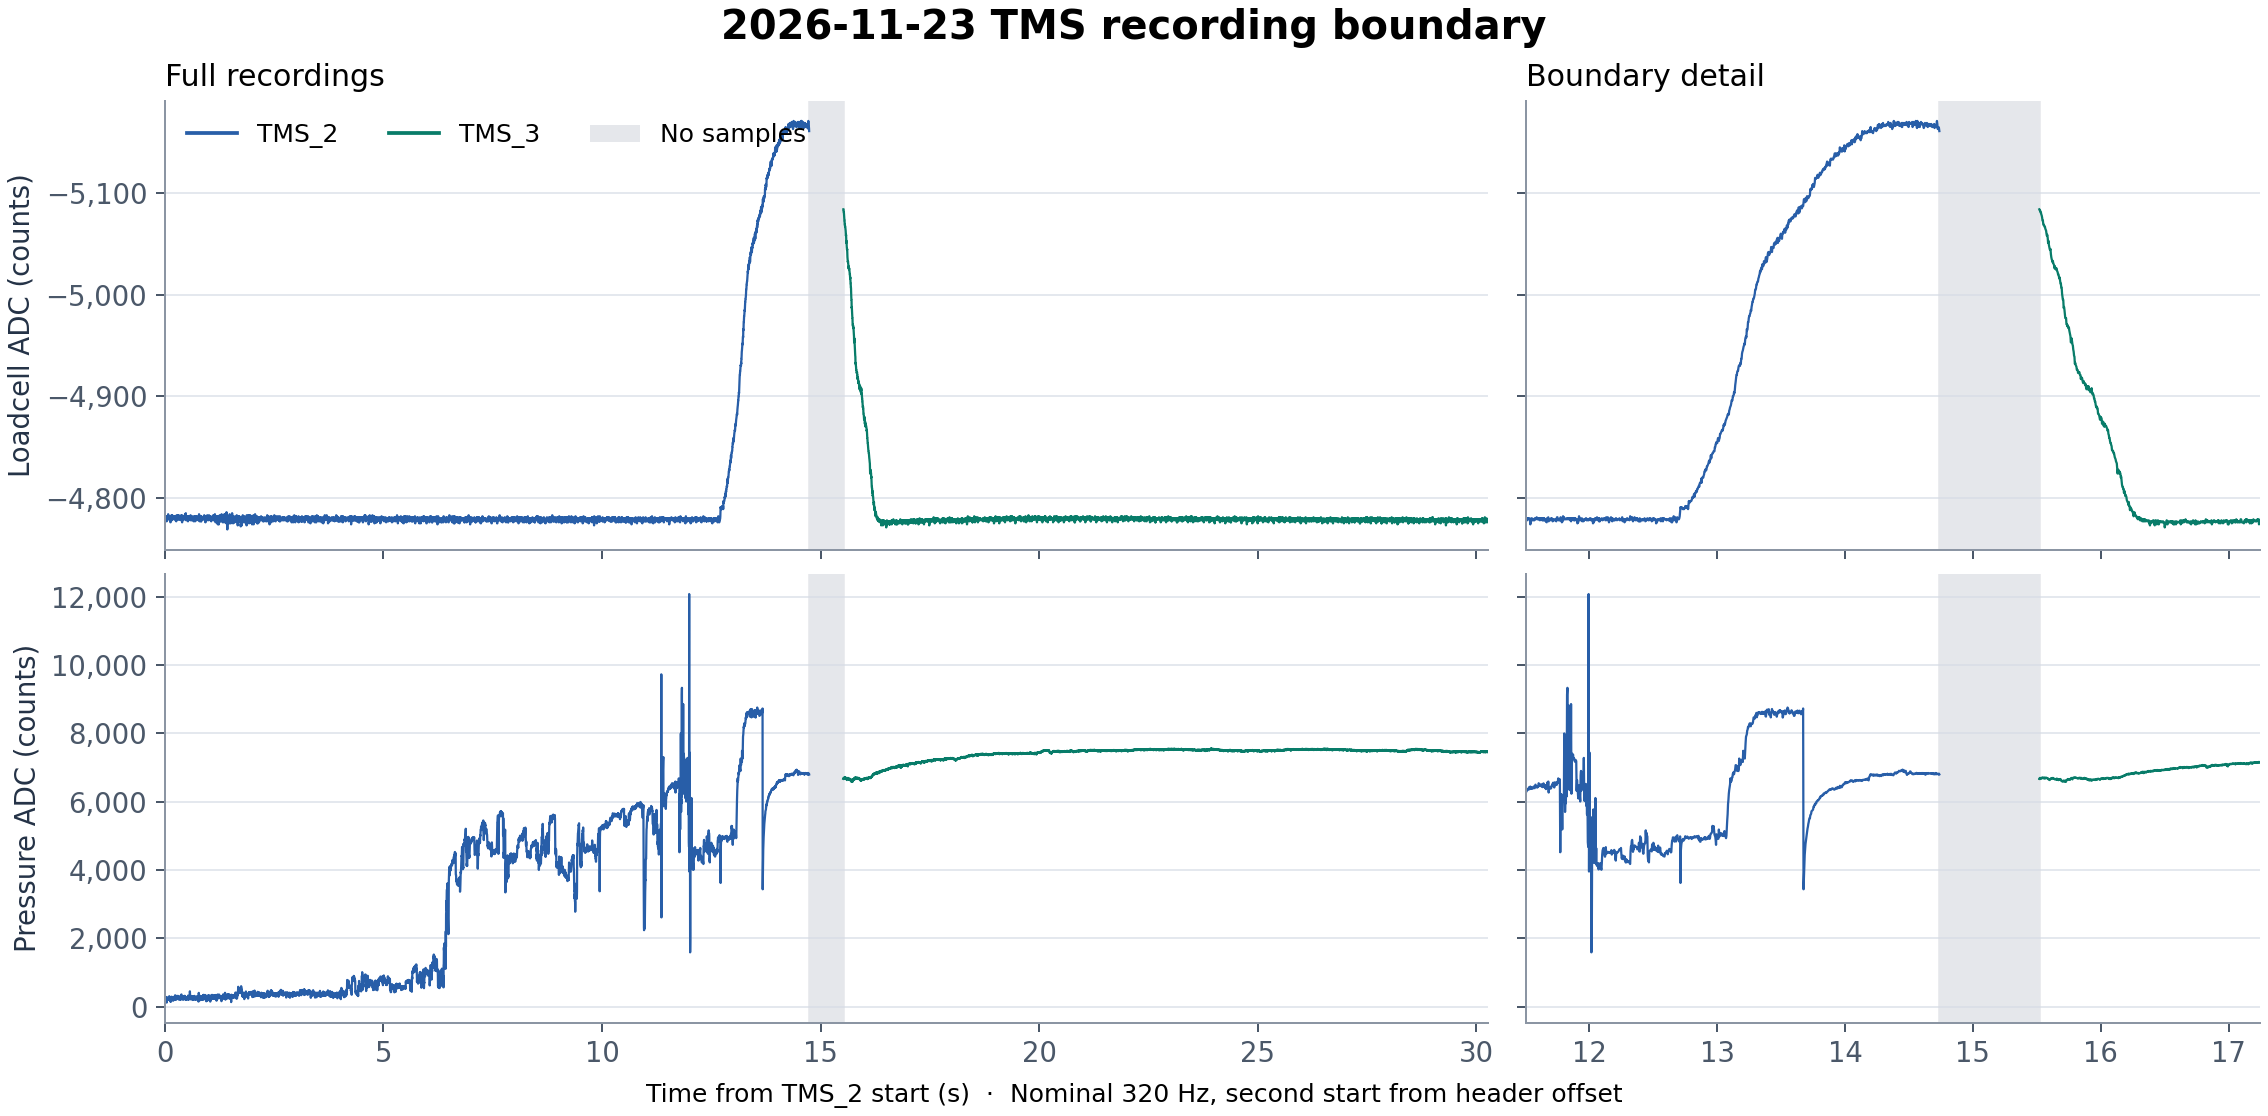 2026-11-23 TMS recording boundary
Full recordings
Boundary detail
TMS_2
TMS_3
No samples
Loadcell ADC (counts)
−5,100
−5,000
−4,900
−4,800
Pressure ADC (counts)
12,000
10,000
8,000
6,000
4,000
2,000
0
0 5 10 15 20 25 30
12 13 14 15 16 17
Time from TMS_2 start (s) · Nominal 320 Hz, second start from header offset